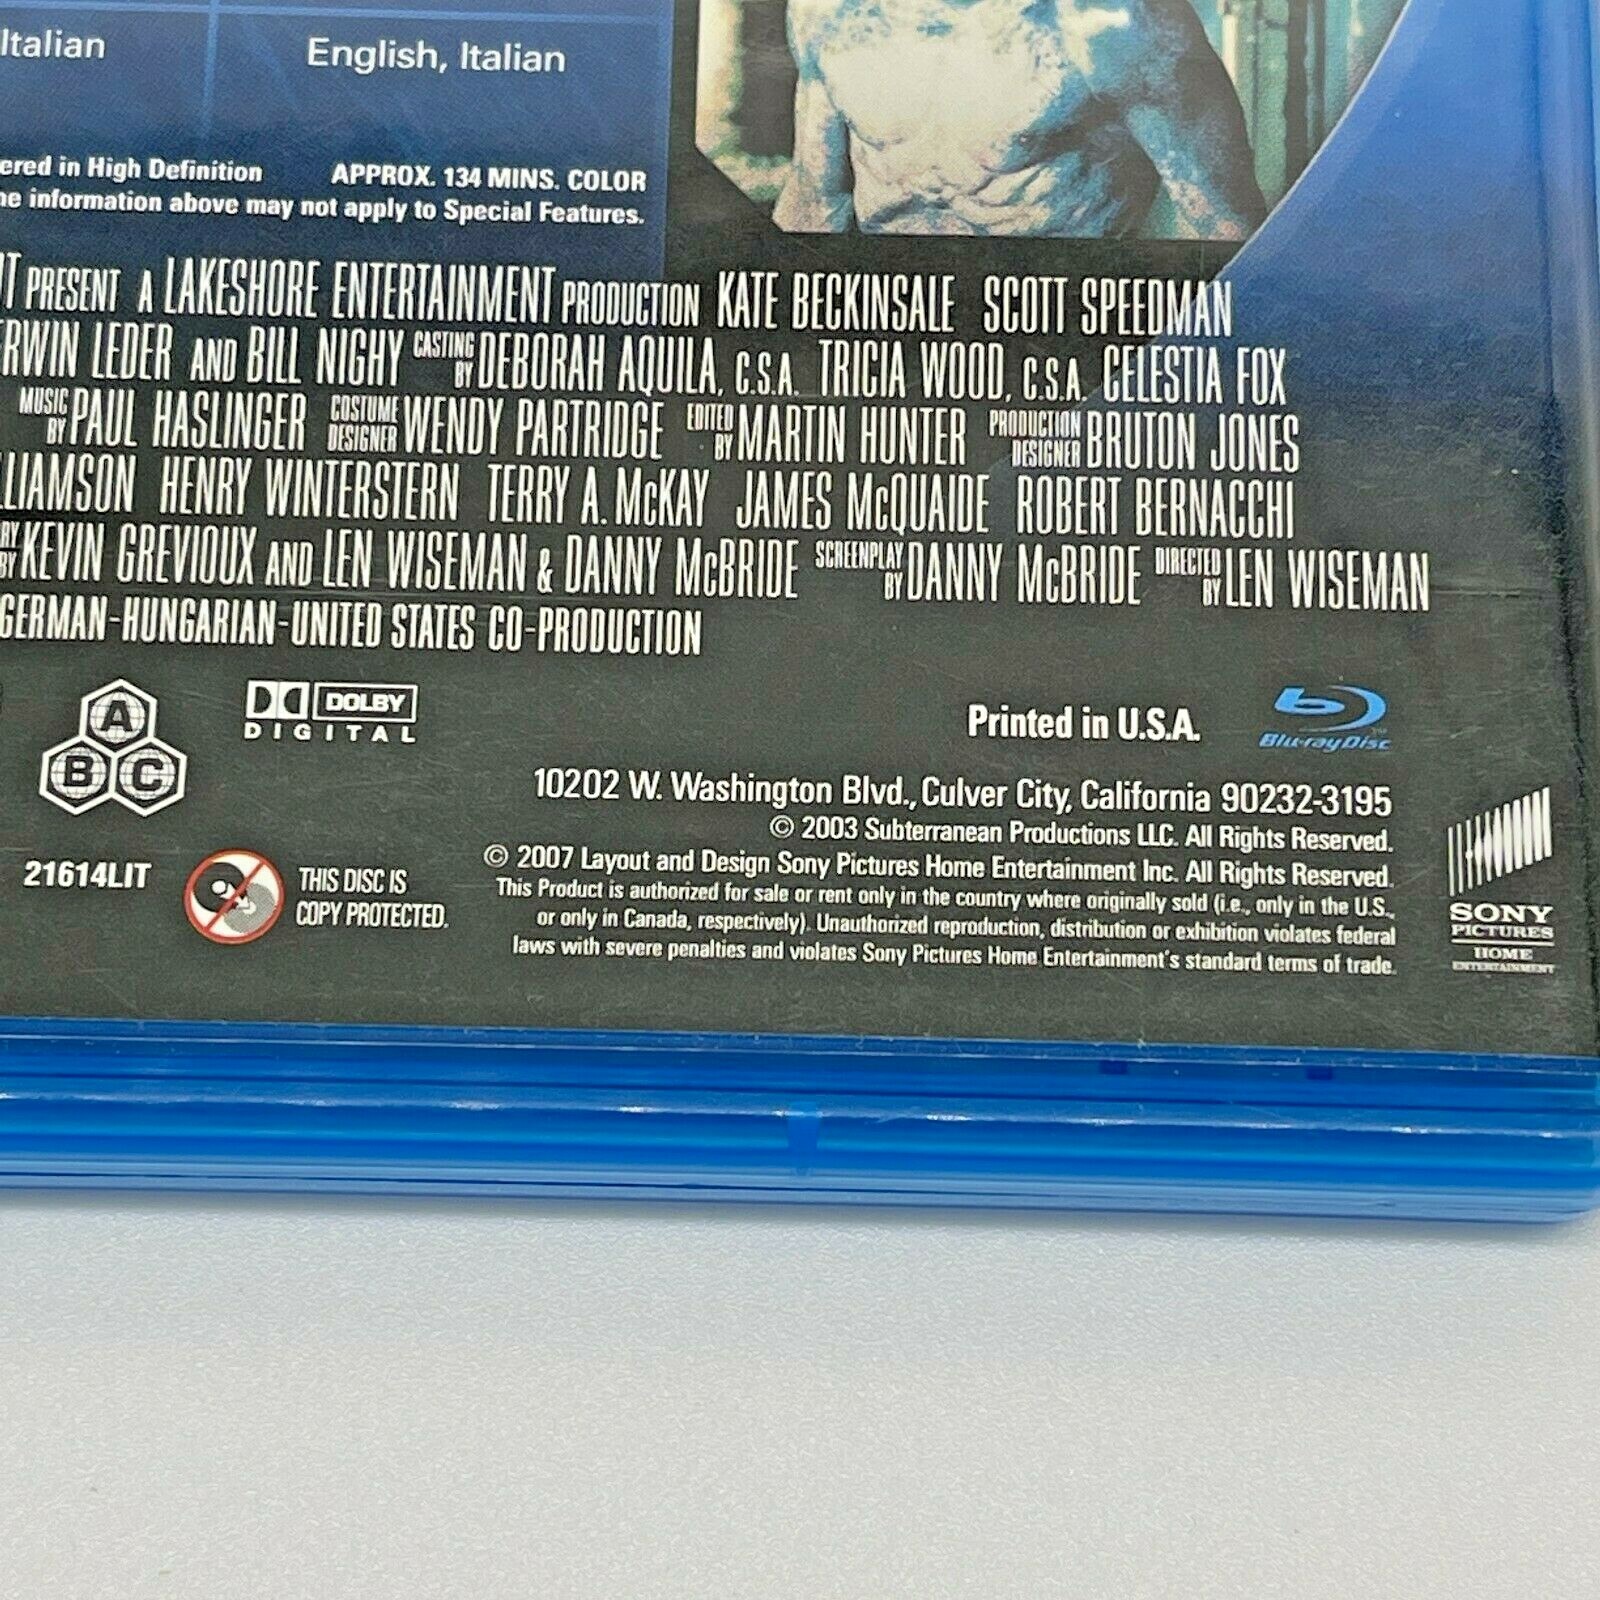 Italian English, Italian
ered in High Definition APPROX. 134 MINS. COLOR
he information above may not apply to Special Features.
NT PRESENT A LAKESHORE ENTERTAINMENT PRODUCTION KATE BECKINSALE SCOTT SPEEDMAN
ERWIN LEDER AND BILL NIGHY CASTING BY DEBORAH AQUILA, C.S.A. TRICIA WOOD, C.S.A. CELESTIA FOX
MUSIC BY PAUL HASLINGER COSTUME DESIGNER WENDY PARTRIDGE EDITED BY MARTIN HUNTER PRODUCTION DESIGNER BRUTON JONES
LLIAMSON HENRY WINTERSTERN TERRY A. McKAY JAMES McQUAIDE ROBERT BERNACCHI
RY BY KEVIN GREVIOUX AND LEN WISEMAN & DANNY McBRIDE SCREENPLAY BY DANNY McBRIDE DIRECTED BY LEN WISEMAN
GERMAN-HUNGARIAN-UNITED STATES CO-PRODUCTION
A
B C
DOLBY
DIGITAL
Printed in U.S.A.
Blu-ray Disc
10202 W. Washington Blvd., Culver City, California 90232-3195
© 2003 Subterranean Productions LLC. All Rights Reserved.
© 2007 Layout and Design Sony Pictures Home Entertainment Inc. All Rights Reserved.
This Product is authorized for sale or rent only in the country where originally sold (i.e., only in the U.S.,
or only in Canada, respectively). Unauthorized reproduction, distribution or exhibition violates federal
laws with severe penalties and violates Sony Pictures Home Entertainment's standard terms of trade.
21614LIT
THIS DISC IS
COPY PROTECTED.
SONY
PICTURES
HOME
ENTERTAINMENT